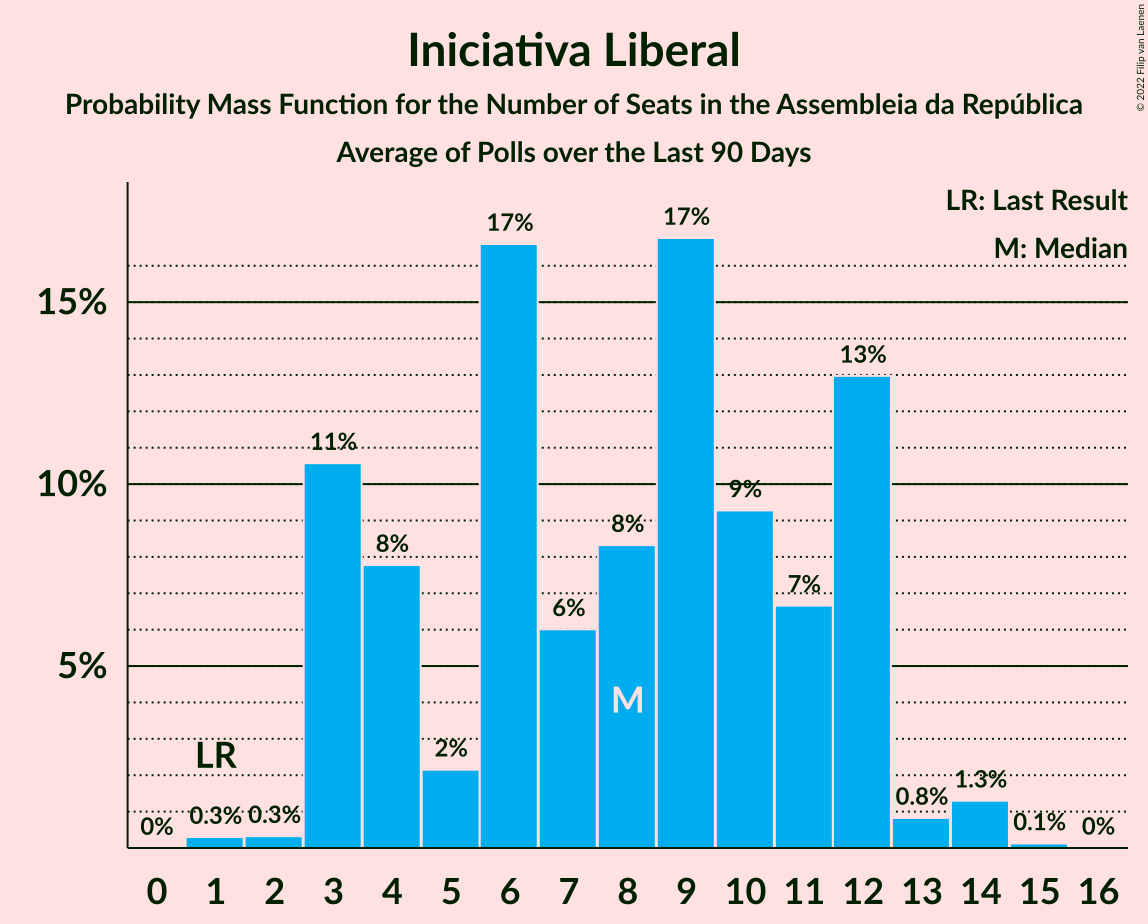 Iniciativa Liberal
Probability Mass Function for the Number of Seats in the Assembleia da República
Average of Polls over the Last 90 Days
© 2022 Filip van Laenen
LR: Last Result
M: Median
15%
10%
5%
0%
0.3%
0.3%
11%
8%
2%
17%
6%
8%
17%
9%
7%
13%
0.8%
1.3%
0.1%
0%
LR
M
0 1 2 3 4 5 6 7 8 9 10 11 12 13 14 15 16